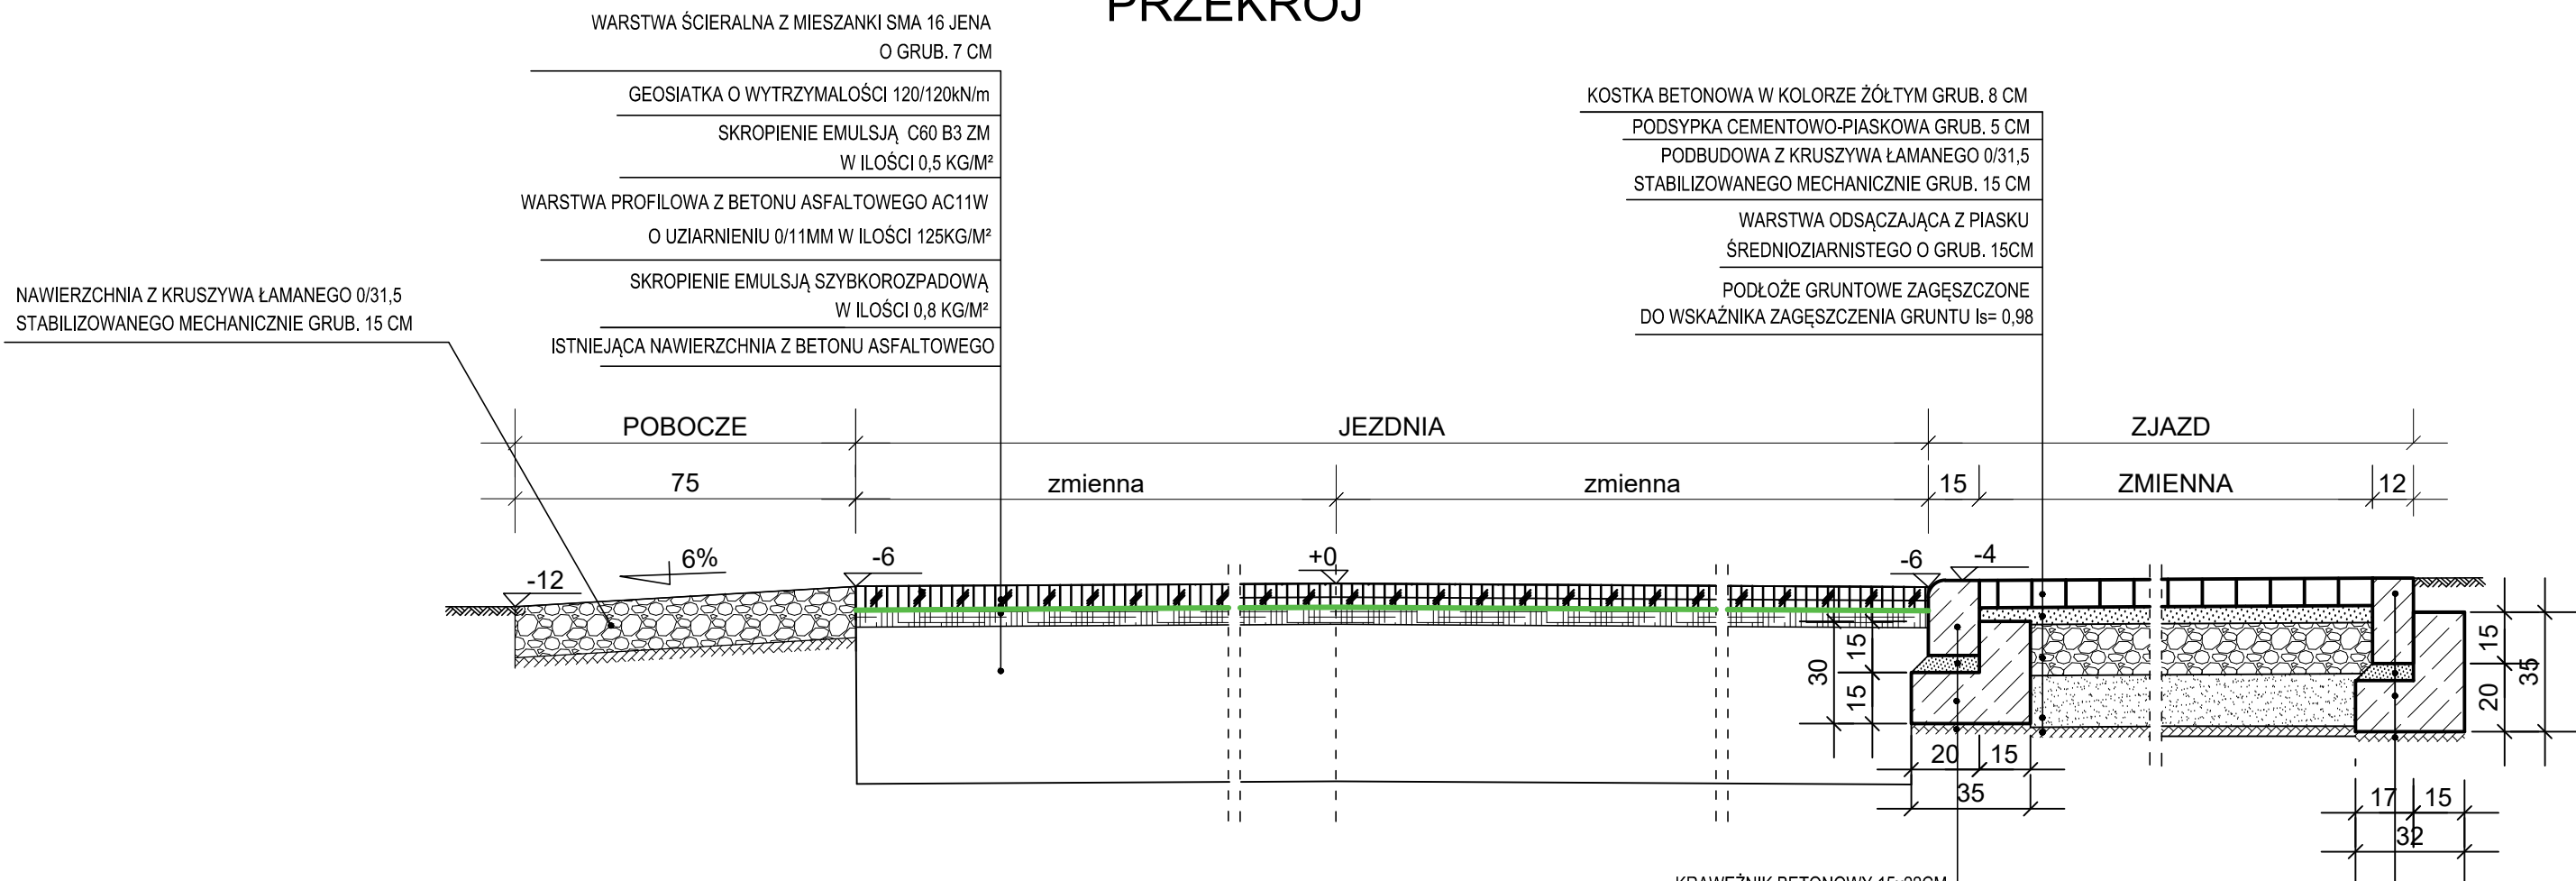 PRZEKRÓJ
WARSTWA ŚCIERALNA Z MIESZANKI SMA 16 JENA
O GRUB. 7 CM
GEOSIATKA O WYTRZYMALOŚCI 120/120kN/m
SKROPIENIE EMULSJĄ C60 B3 ZM
W ILOŚCI 0,5 KG/M²
WARSTWA PROFILOWA Z BETONU ASFALTOWEGO AC11W
O UZIARNIENIU 0/11MM W ILOŚCI 125KG/M²
SKROPIENIE EMULSJĄ SZYBKOROZPADOWĄ
W ILOŚCI 0,8 KG/M²
ISTNIEJĄCA NAWIERZCHNIA Z BETONU ASFALTOWEGO
NAWIERZCHNIA Z KRUSZYWA ŁAMANEGO 0/31,5
STABILIZOWANEGO MECHANICZNIE GRUB. 15 CM
KOSTKA BETONOWA W KOLORZE ŻÓŁTYM GRUB. 8 CM
PODSYPKA CEMENTOWO-PIASKOWA GRUB. 5 CM
PODBUDOWA Z KRUSZYWA ŁAMANEGO 0/31,5
STABILIZOWANEGO MECHANICZNIE GRUB. 15 CM
WARSTWA ODSĄCZAJĄCA Z PIASKU
ŚREDNIOZIARNISTEGO O GRUB. 15CM
PODŁOŻE GRUNTOWE ZAGĘSZCZONE
DO WSKAŹNIKA ZAGĘSZCZENIA GRUNTU Is= 0,98
POBOCZE JEZDNIA ZJAZD
75 zmienna zmienna 15 ZMIENNA 12
-12 6% -6 +0 -6 -4
30 15 15
15 20 35
20 15
35
17 15
32